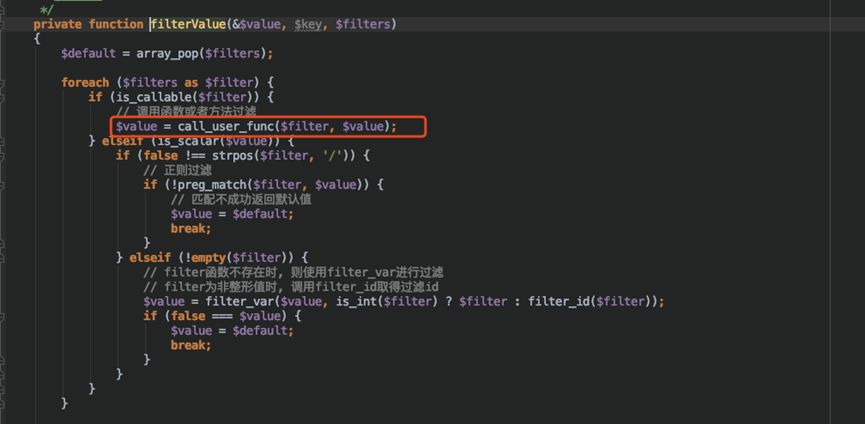 */
private function filterValue(&$value, $key, $filters)
{
$default = array_pop($filters);
foreach ($filters as $filter) {
if (is_callable($filter)) {
// 调用函数或者方法过滤
$value = call_user_func($filter, $value);
} elseif (is_scalar($value)) {
if (false !== strpos($filter, '/')) {
// 正则过滤
if (!preg_match($filter, $value)) {
// 匹配不成功返回默认值
$value = $default;
break;
}
} elseif (!empty($filter)) {
// filter函数不存在时, 则使用filter_var进行过滤
// filter为非整形值时, 调用filter_id取得过滤id
$value = filter_var($value, is_int($filter) ? $filter : filter_id($filter));
if (false === $value) {
$value = $default;
break;
}
}
}
}